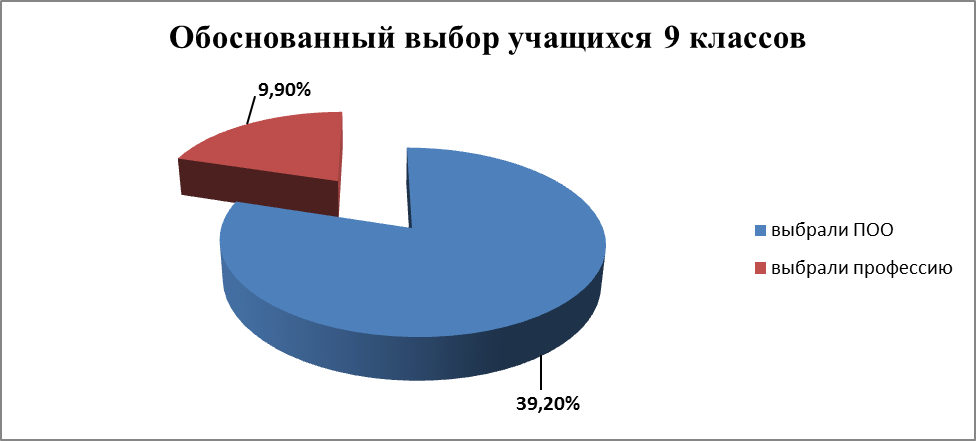 Обоснованный выбор учащихся 9 классов
9,90%
выбрали ПОО
выбрали профессию
39,20%